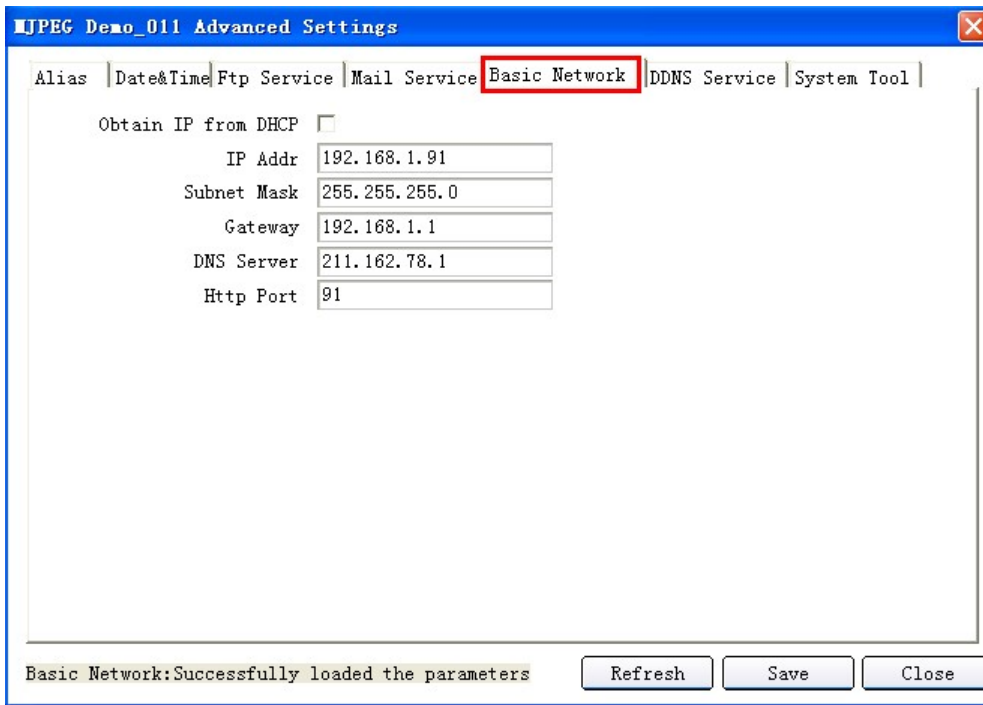 MJPEG Demo_011 Advanced Settings
Alias Date&Time Ftp Service Mail Service Basic Network DDNS Service System Tool
Obtain IP from DHCP
IP Addr 192.168.1.91
Subnet Mask 255.255.255.0
Gateway 192.168.1.1
DNS Server 211.162.78.1
Http Port 91
Basic Network:Successfully loaded the parameters Refresh Save Close